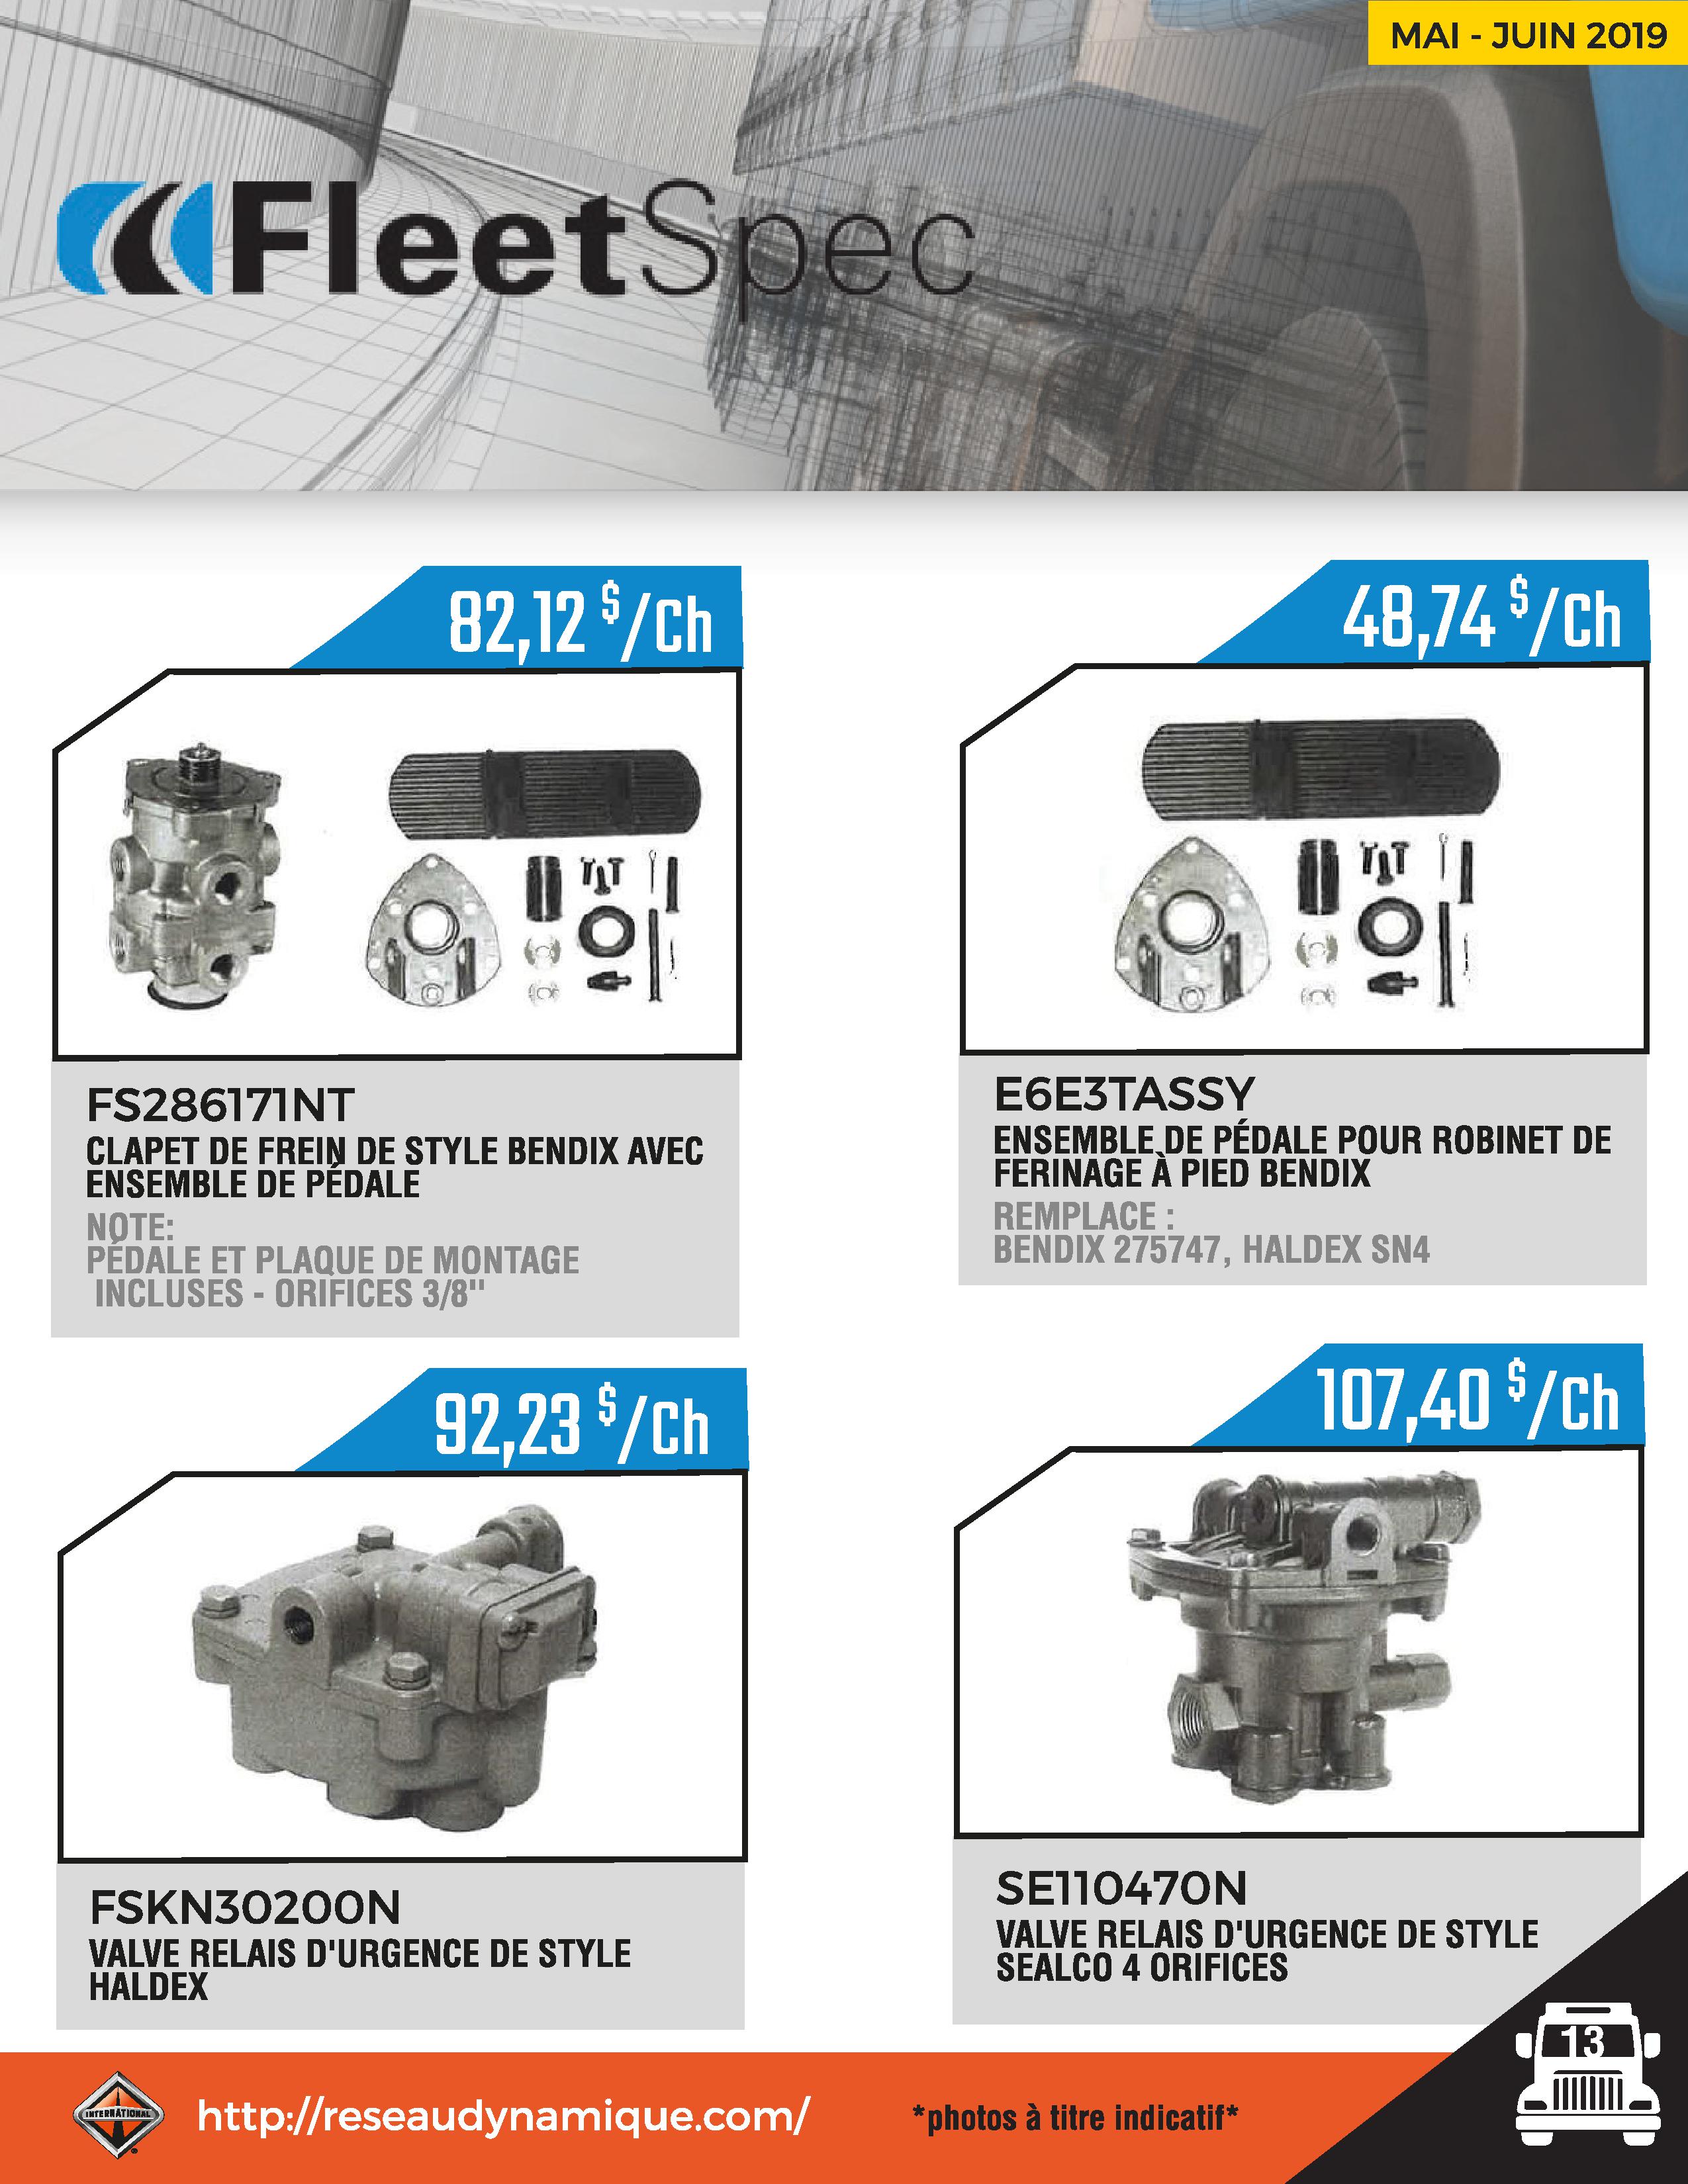 MAI - JUIN 2019
FleetSpec
82,12 $/Ch
FS286171NT
CLAPET DE FREIN DE STYLE BENDIX AVEC
ENSEMBLE DE PÉDALE
NOTE:
PÉDALE ET PLAQUE DE MONTAGE
INCLUSES - ORIFICES 3/8"
48,74 $/Ch
E6E3TASSY
ENSEMBLE DE PÉDALE POUR ROBINET DE
FERINAGE À PIED BENDIX
REMPLACE :
BENDIX 275747, HALDEX SN4
92,23 $/Ch
FSKN30200N
VALVE RELAIS D'URGENCE DE STYLE
HALDEX
107,40 $/Ch
SE110470N
VALVE RELAIS D'URGENCE DE STYLE
SEALCO 4 ORIFICES
INTERNATIONAL
http://reseaudynamique.com/
*photos à titre indicatif*
13